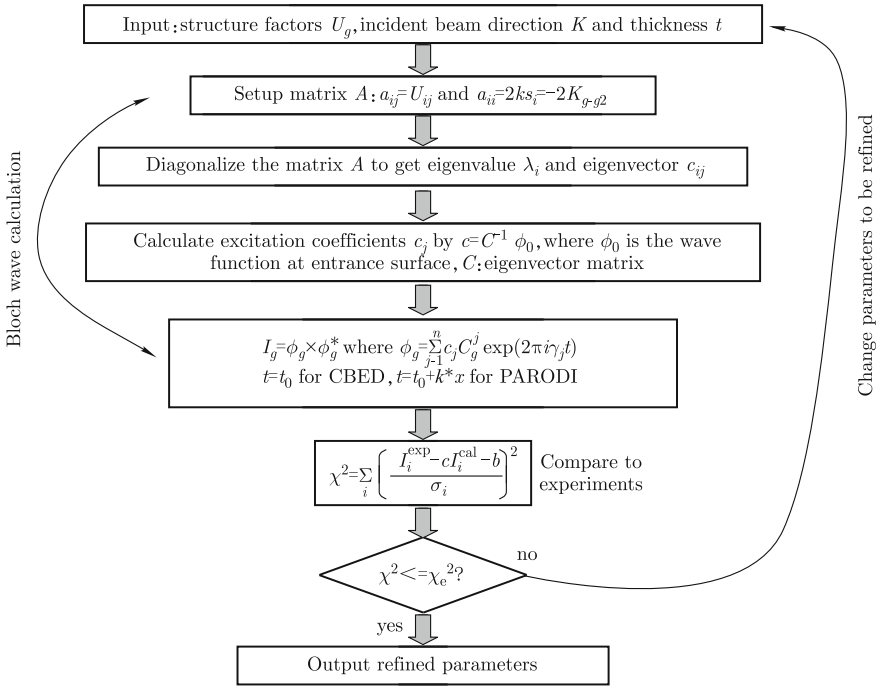 Input:structure factors U_g,incident beam direction K and thickness t
Setup matrix A:a_ij=U_ij and a_ii=2ks_i=-2K_g-g2
Diagonalize the matrix A to get eigenvalue λ_i and eigenvector c_ij
Calculate excitation coefficients c_j by c=C^-1 ϕ_0,where ϕ_0 is the wave
function at entrance surface,C:eigenvector matrix
I_g=ϕ_g×ϕ_g^* where ϕ_g=Σ_{j-1}^{n}c_jC_g^j exp(2πiγ_jt)
t=t_0 for CBED,t=t_0+k*x for PARODI
χ^2=Σ_i((I_i^exp-cI_i^cal-b)/σ_i)^2
Compare to
experiments
χ^2<=χ_e^2?
no
yes
Output refined parameters
Bloch wave calculation
Change parameters to be refined